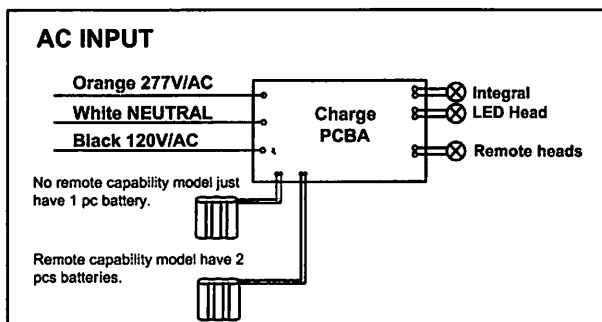 AC INPUT
Orange 277V/AC
White NEUTRAL
Black 120V/AC
Charge
PCBA
Integral
LED Head
Remote heads
No remote capability model just
have 1 pc battery.
Remote capability model have 2
pcs batteries.